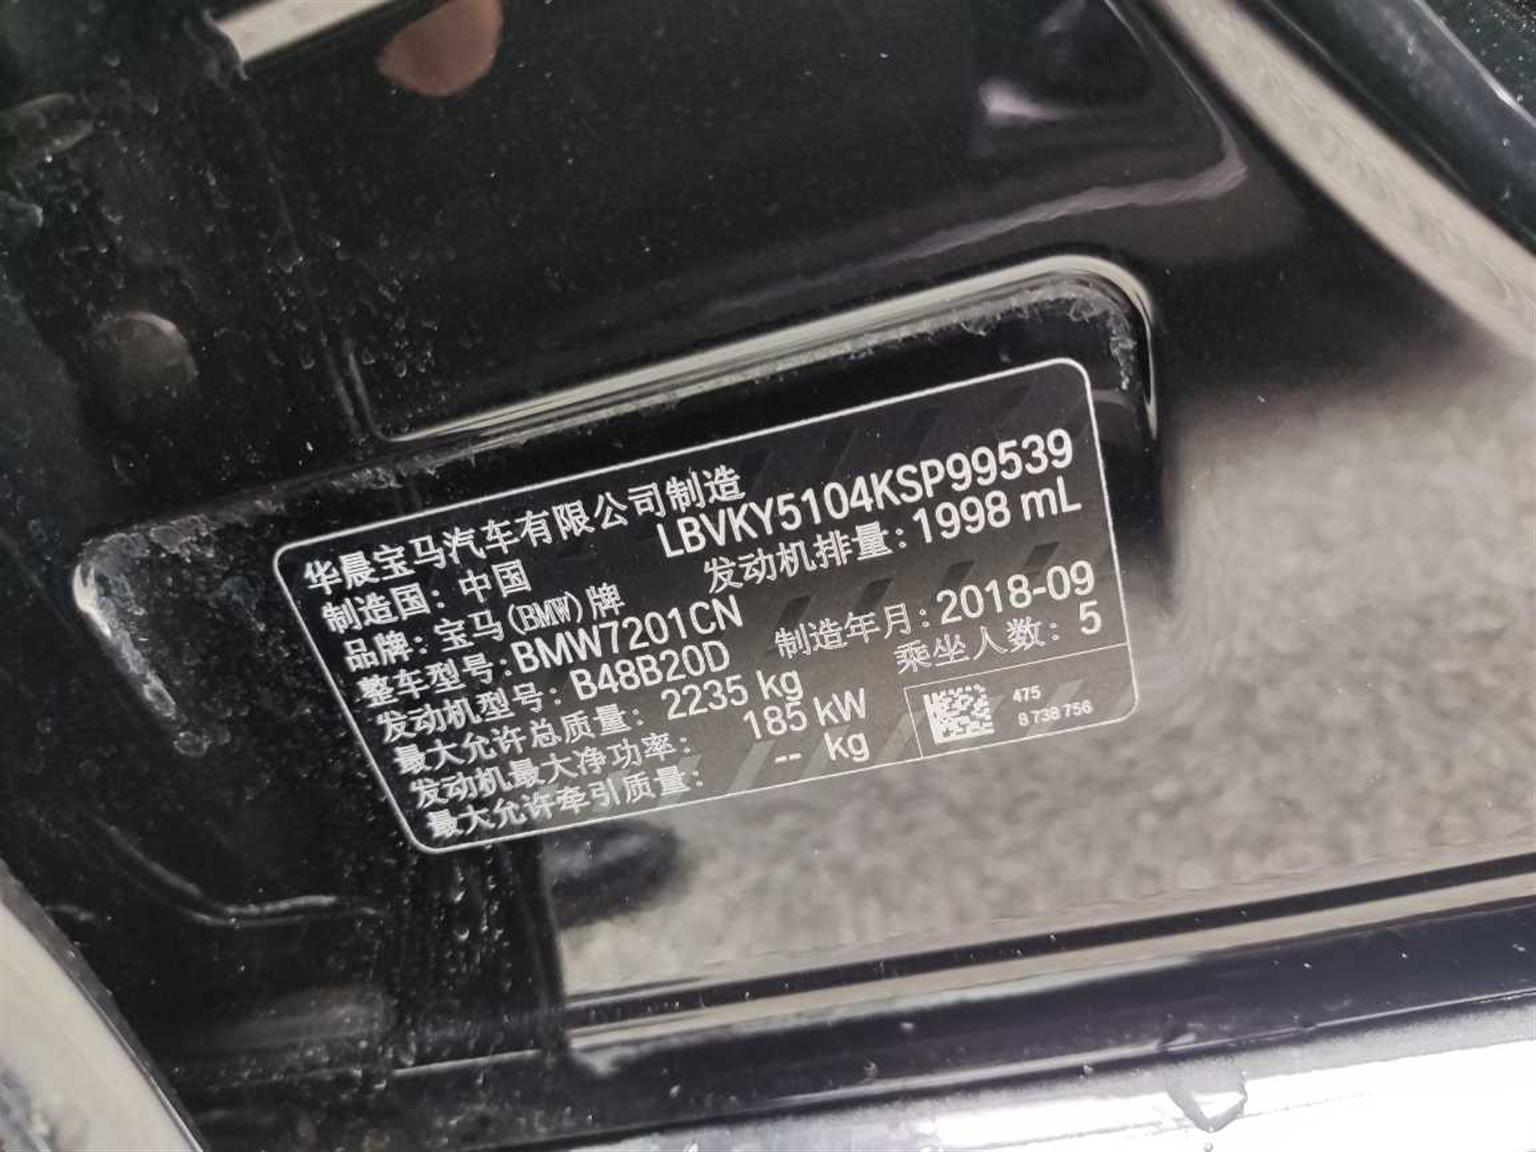 华晨宝马汽车有限公司制造
LBVKY5104KSP99539
制造国：中国
发动机排量：1998 mL
品牌：宝马(BMW)牌
整车型号：BMW7201CN
制造年月：2018-09
发动机型号：B48B20D
乘坐人数：5
最大允许总质量：2235 kg
发动机最大净功率：185 kW
最大允许牵引质量：-- kg
475
8 738 756